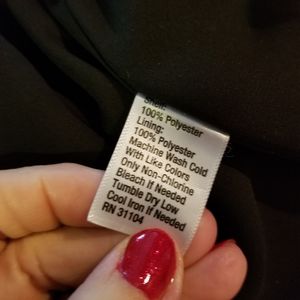 Shell:
100% Polyester
Lining:
100% Polyester
Machine Wash Cold
With Like Colors
Only Non-Chlorine
Bleach If Needed
Tumble Dry Low
Cool Iron If Needed
RN 31104